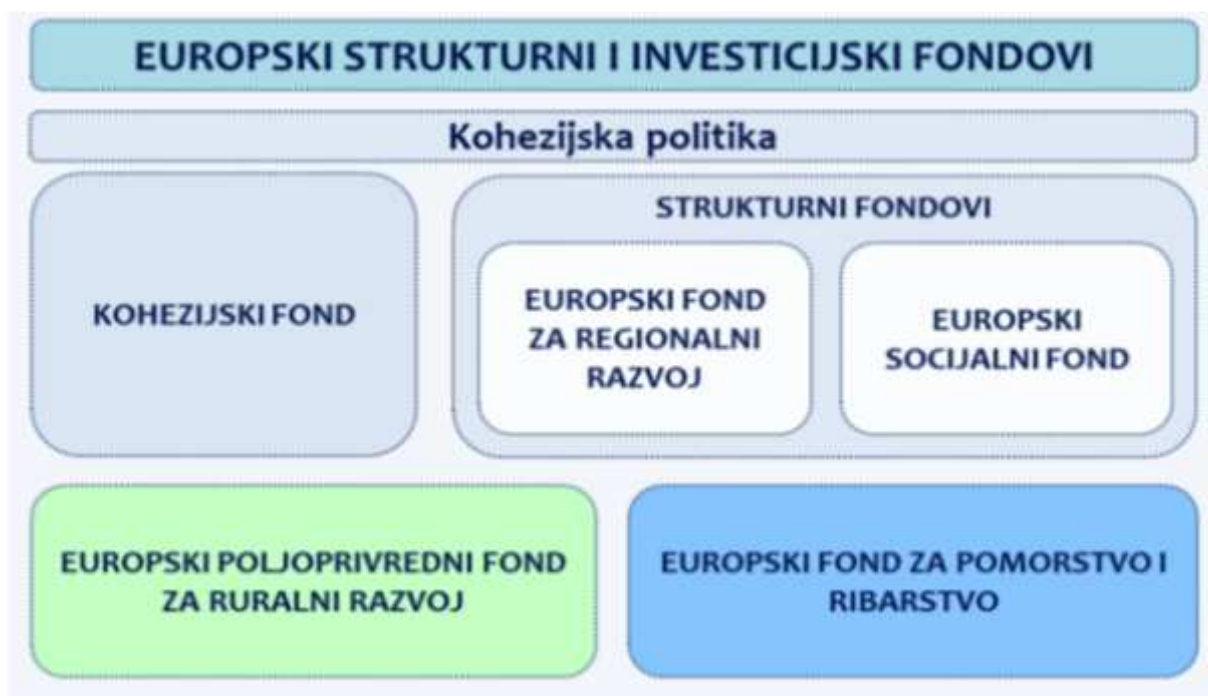 EUROPSKI STRUKTURNI I INVESTICIJSKI FONDOVI
Kohezijska politika
KOHEZIJSKI FOND
STRUKTURNI FONDOVI
EUROPSKI FOND
ZA REGIONALNI
RAZVOJ
EUROPSKI
SOCIJALNI FOND
EUROPSKI POLJOPRIVREDNI FOND
ZA RURALNI RAZVOJ
EUROPSKI FOND ZA POMORSTVO I
RIBARSTVO